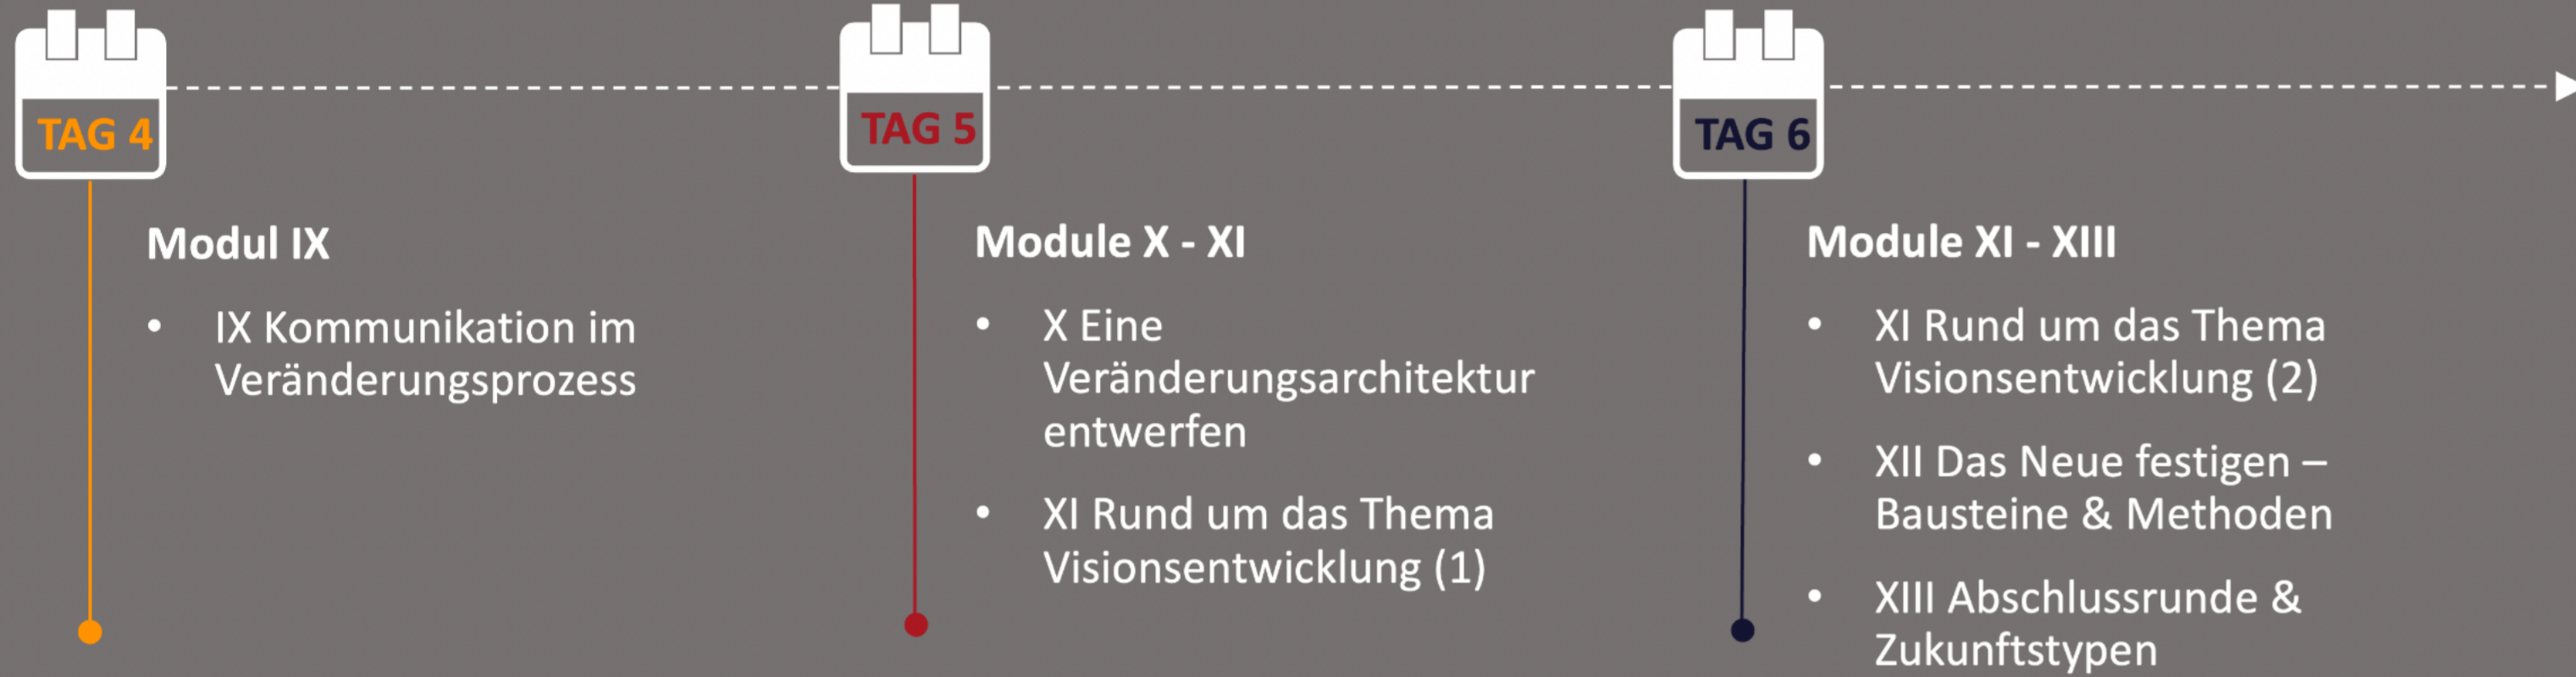 TAG 4
Modul IX
• IX Kommunikation im
Veränderungsprozess
TAG 5
Module X - XI
• X Eine
Veränderungsarchitektur
entwerfen
• XI Rund um das Thema
Visionsentwicklung (1)
TAG 6
Module XI - XIII
• XI Rund um das Thema
Visionsentwicklung (2)
• XII Das Neue festigen –
Bausteine & Methoden
• XIII Abschlussrunde &
Zukunftstypen